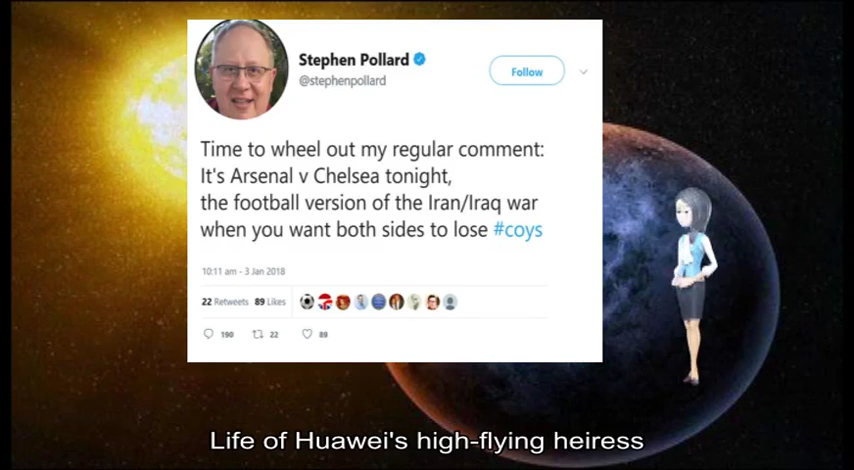 Stephen Pollard
@stephenpollard
Follow
Time to wheel out my regular comment:
It's Arsenal v Chelsea tonight,
the football version of the Iran/Iraq war
when you want both sides to lose #coys
10:11 am - 3 Jan 2018
22 Retweets 89 Likes
190 22 89
Life of Huawei's high-flying heiress